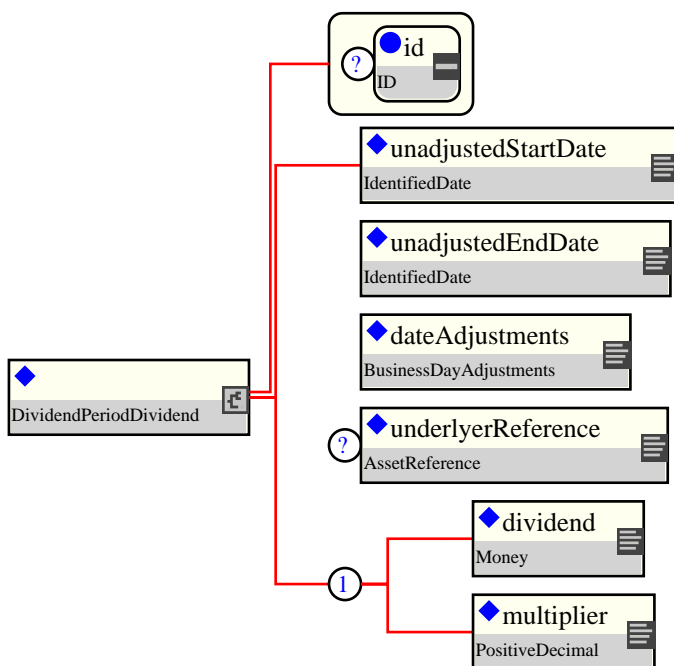 ? id
ID
unadjustedStartDate
IdentifiedDate
unadjustedEndDate
IdentifiedDate
dateAdjustments
BusinessDayAdjustments
DividendPeriodDividend
? underlyerReference
AssetReference
dividend
Money
1
multiplier
PositiveDecimal